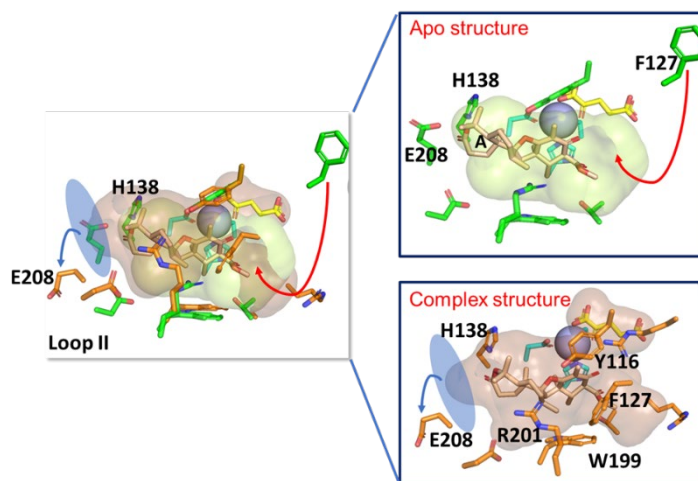 H138
E208
Loop II
Apo structure
F127
H138
A
E208
Complex structure
H138
Y116
F127
E208
R201
W199